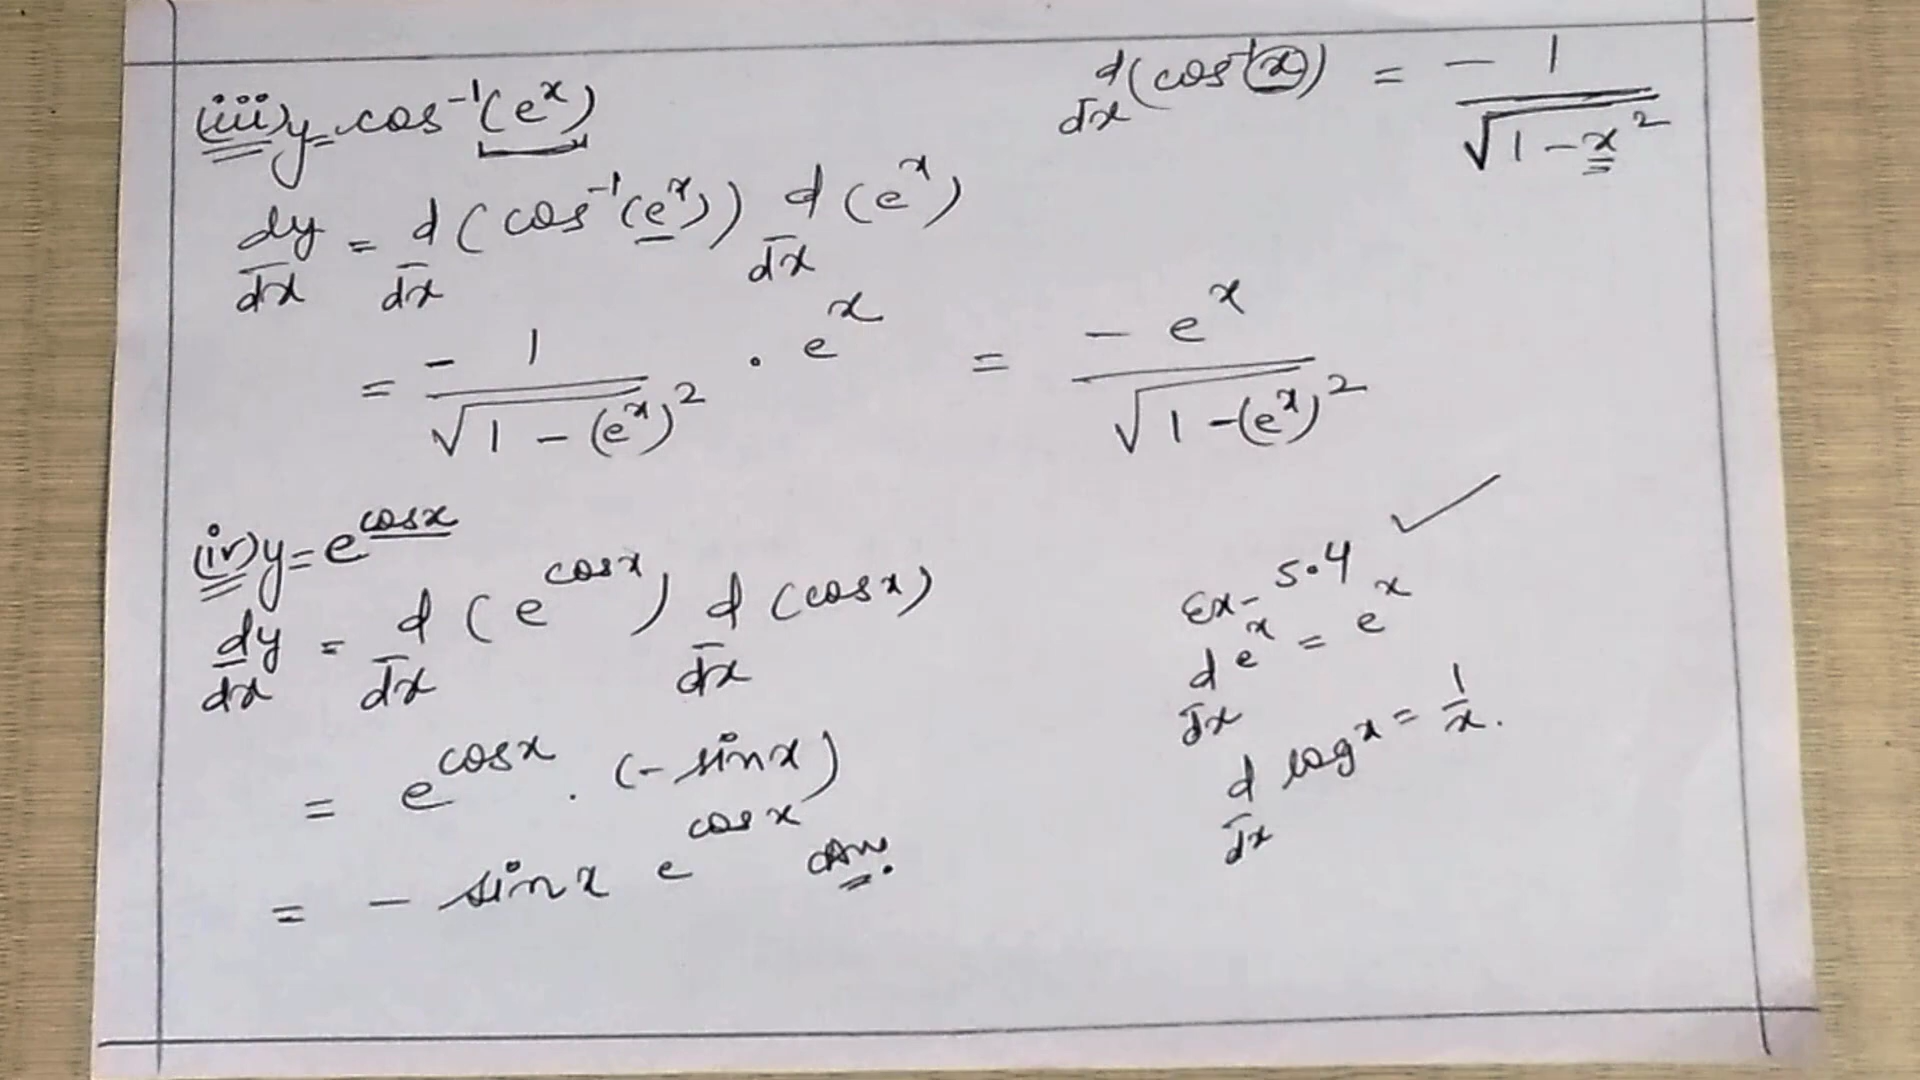 (iii) y = cos⁻¹(eˣ)
d/dx (cos⁻¹(x)) = - 1/√(1-x²)
dy/dx = d/dx (cos⁻¹(eˣ)) d/dx (eˣ)
= - 1/√(1-(eˣ)²) · eˣ = - eˣ/√(1-(eˣ)²)
(iv) y = e^cosx
dy/dx = d/dx (e^cosx) d/dx (cosx)
= e^cosx . (- sinx)
= - sinx e^cosx Ans.
✓
Ex - 5.4
d/dx eˣ = eˣ
d/dx logx = 1/x.